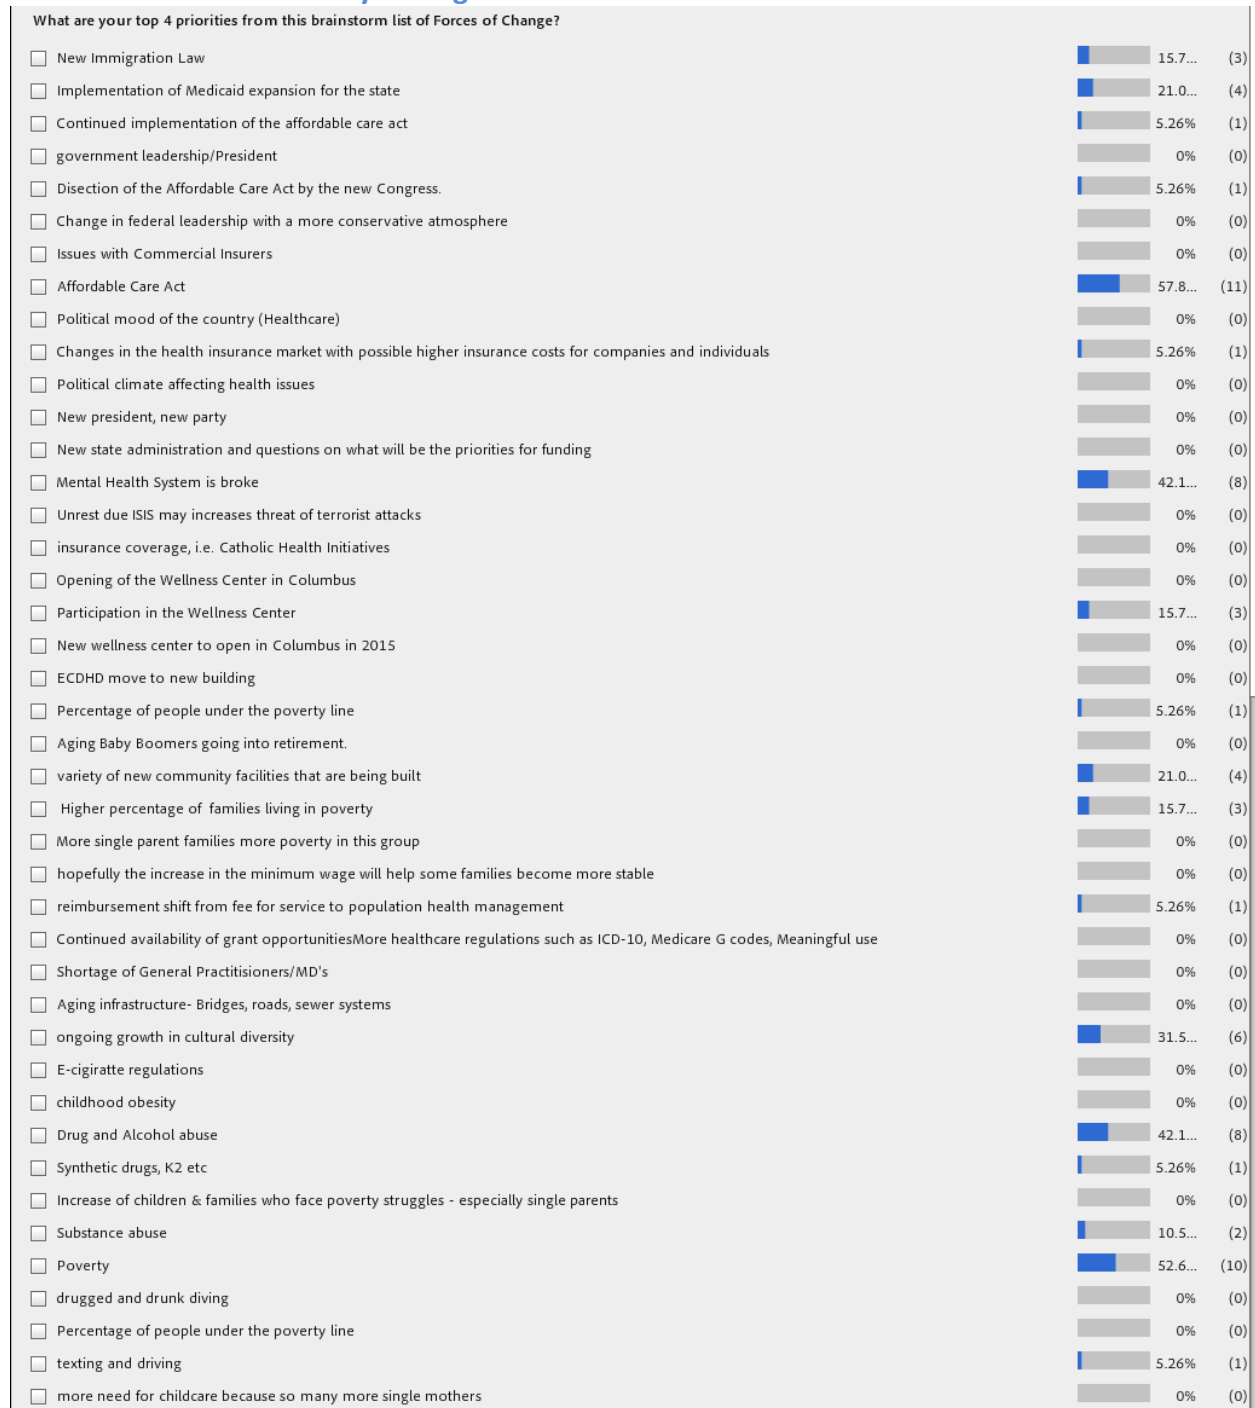 What are your top 4 priorities from this brainstorm list of Forces of Change?
New Immigration Law 15.7... (3)
Implementation of Medicaid expansion for the state 21.0... (4)
Continued implementation of the affordable care act 5.26% (1)
government leadership/President 0% (0)
Disection of the Affordable Care Act by the new Congress. 5.26% (1)
Change in federal leadership with a more conservative atmosphere 0% (0)
Issues with Commercial Insurers 0% (0)
Affordable Care Act 57.8... (11)
Political mood of the country (Healthcare) 0% (0)
Changes in the health insurance market with possible higher insurance costs for companies and individuals 5.26% (1)
Political climate affecting health issues 0% (0)
New president, new party 0% (0)
New state administration and questions on what will be the priorities for funding 0% (0)
Mental Health System is broke 42.1... (8)
Unrest due ISIS may increases threat of terrorist attacks 0% (0)
insurance coverage, i.e. Catholic Health Initiatives 0% (0)
Opening of the Wellness Center in Columbus 0% (0)
Participation in the Wellness Center 15.7... (3)
New wellness center to open in Columbus in 2015 0% (0)
ECDHD move to new building 0% (0)
Percentage of people under the poverty line 5.26% (1)
Aging Baby Boomers going into retirement. 0% (0)
variety of new community facilities that are being built 21.0... (4)
Higher percentage of families living in poverty 15.7... (3)
More single parent families more poverty in this group 0% (0)
hopefully the increase in the minimum wage will help some families become more stable 0% (0)
reimbursement shift from fee for service to population health management 5.26% (1)
Continued availability of grant opportunitiesMore healthcare regulations such as ICD-10, Medicare G codes, Meaningful use 0% (0)
Shortage of General Practitisioners/MD's 0% (0)
Aging infrastructure- Bridges, roads, sewer systems 0% (0)
ongoing growth in cultural diversity 31.5... (6)
E-cigiratte regulations 0% (0)
childhood obesity 0% (0)
Drug and Alcohol abuse 42.1... (8)
Synthetic drugs, K2 etc 5.26% (1)
Increase of children & families who face poverty struggles - especially single parents 0% (0)
Substance abuse 10.5... (2)
Poverty 52.6... (10)
drugged and drunk diving 0% (0)
Percentage of people under the poverty line 0% (0)
texting and driving 5.26% (1)
more need for childcare because so many more single mothers 0% (0)